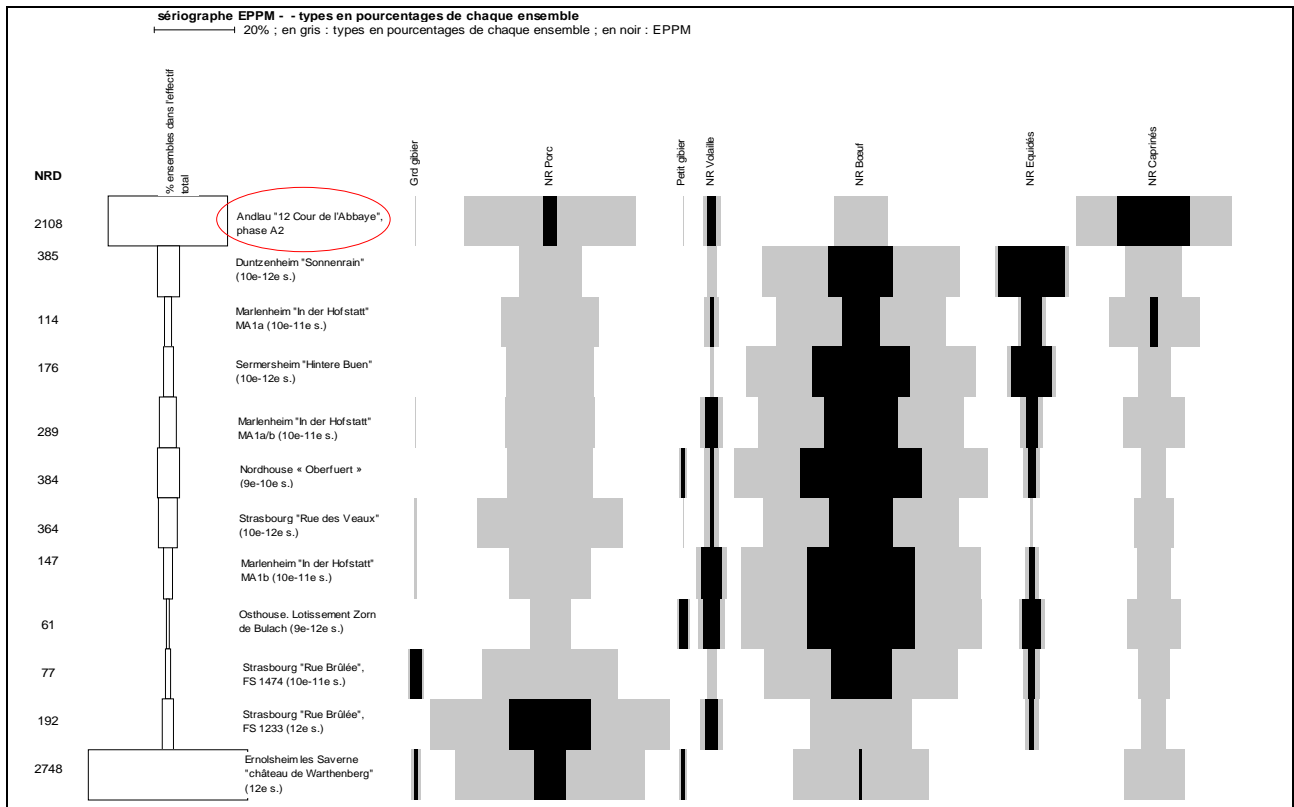 sériographe EPPM - - types en pourcentages de chaque ensemble
20% ; en gris : types en pourcentages de chaque ensemble ; en noir : EPPM
NRD
% ensembles dans l'effectif
total
Grd gibier
NR Porc
Petit gibier
NR Volaille
NR Bœuf
NR Equidés
NR Caprinés
2108
Andlau "12 Cour de l'Abbaye",
phase A2
385
Duntzenheim "Sonnenrain"
(10e-12e s.)
114
Marlenheim "In der Hofstatt"
MA1a (10e-11e s.)
176
Sermersheim "Hintere Buen"
(10e-12e s.)
289
Marlenheim "In der Hofstatt"
MA1a/b (10e-11e s.)
384
Nordhouse « Oberfuert »
(9e-10e s.)
364
Strasbourg "Rue des Veaux"
(10e-12e s.)
147
Marlenheim "In der Hofstatt"
MA1b (10e-11e s.)
61
Osthouse. Lotissement Zorn
de Bulach (9e-12e s.)
77
Strasbourg "Rue Brûlée",
FS 1474 (10e-11e s.)
192
Strasbourg "Rue Brûlée",
FS 1233 (12e s.)
2748
Ernolsheim les Saverne
"château de Warthenberg"
(12e s.)